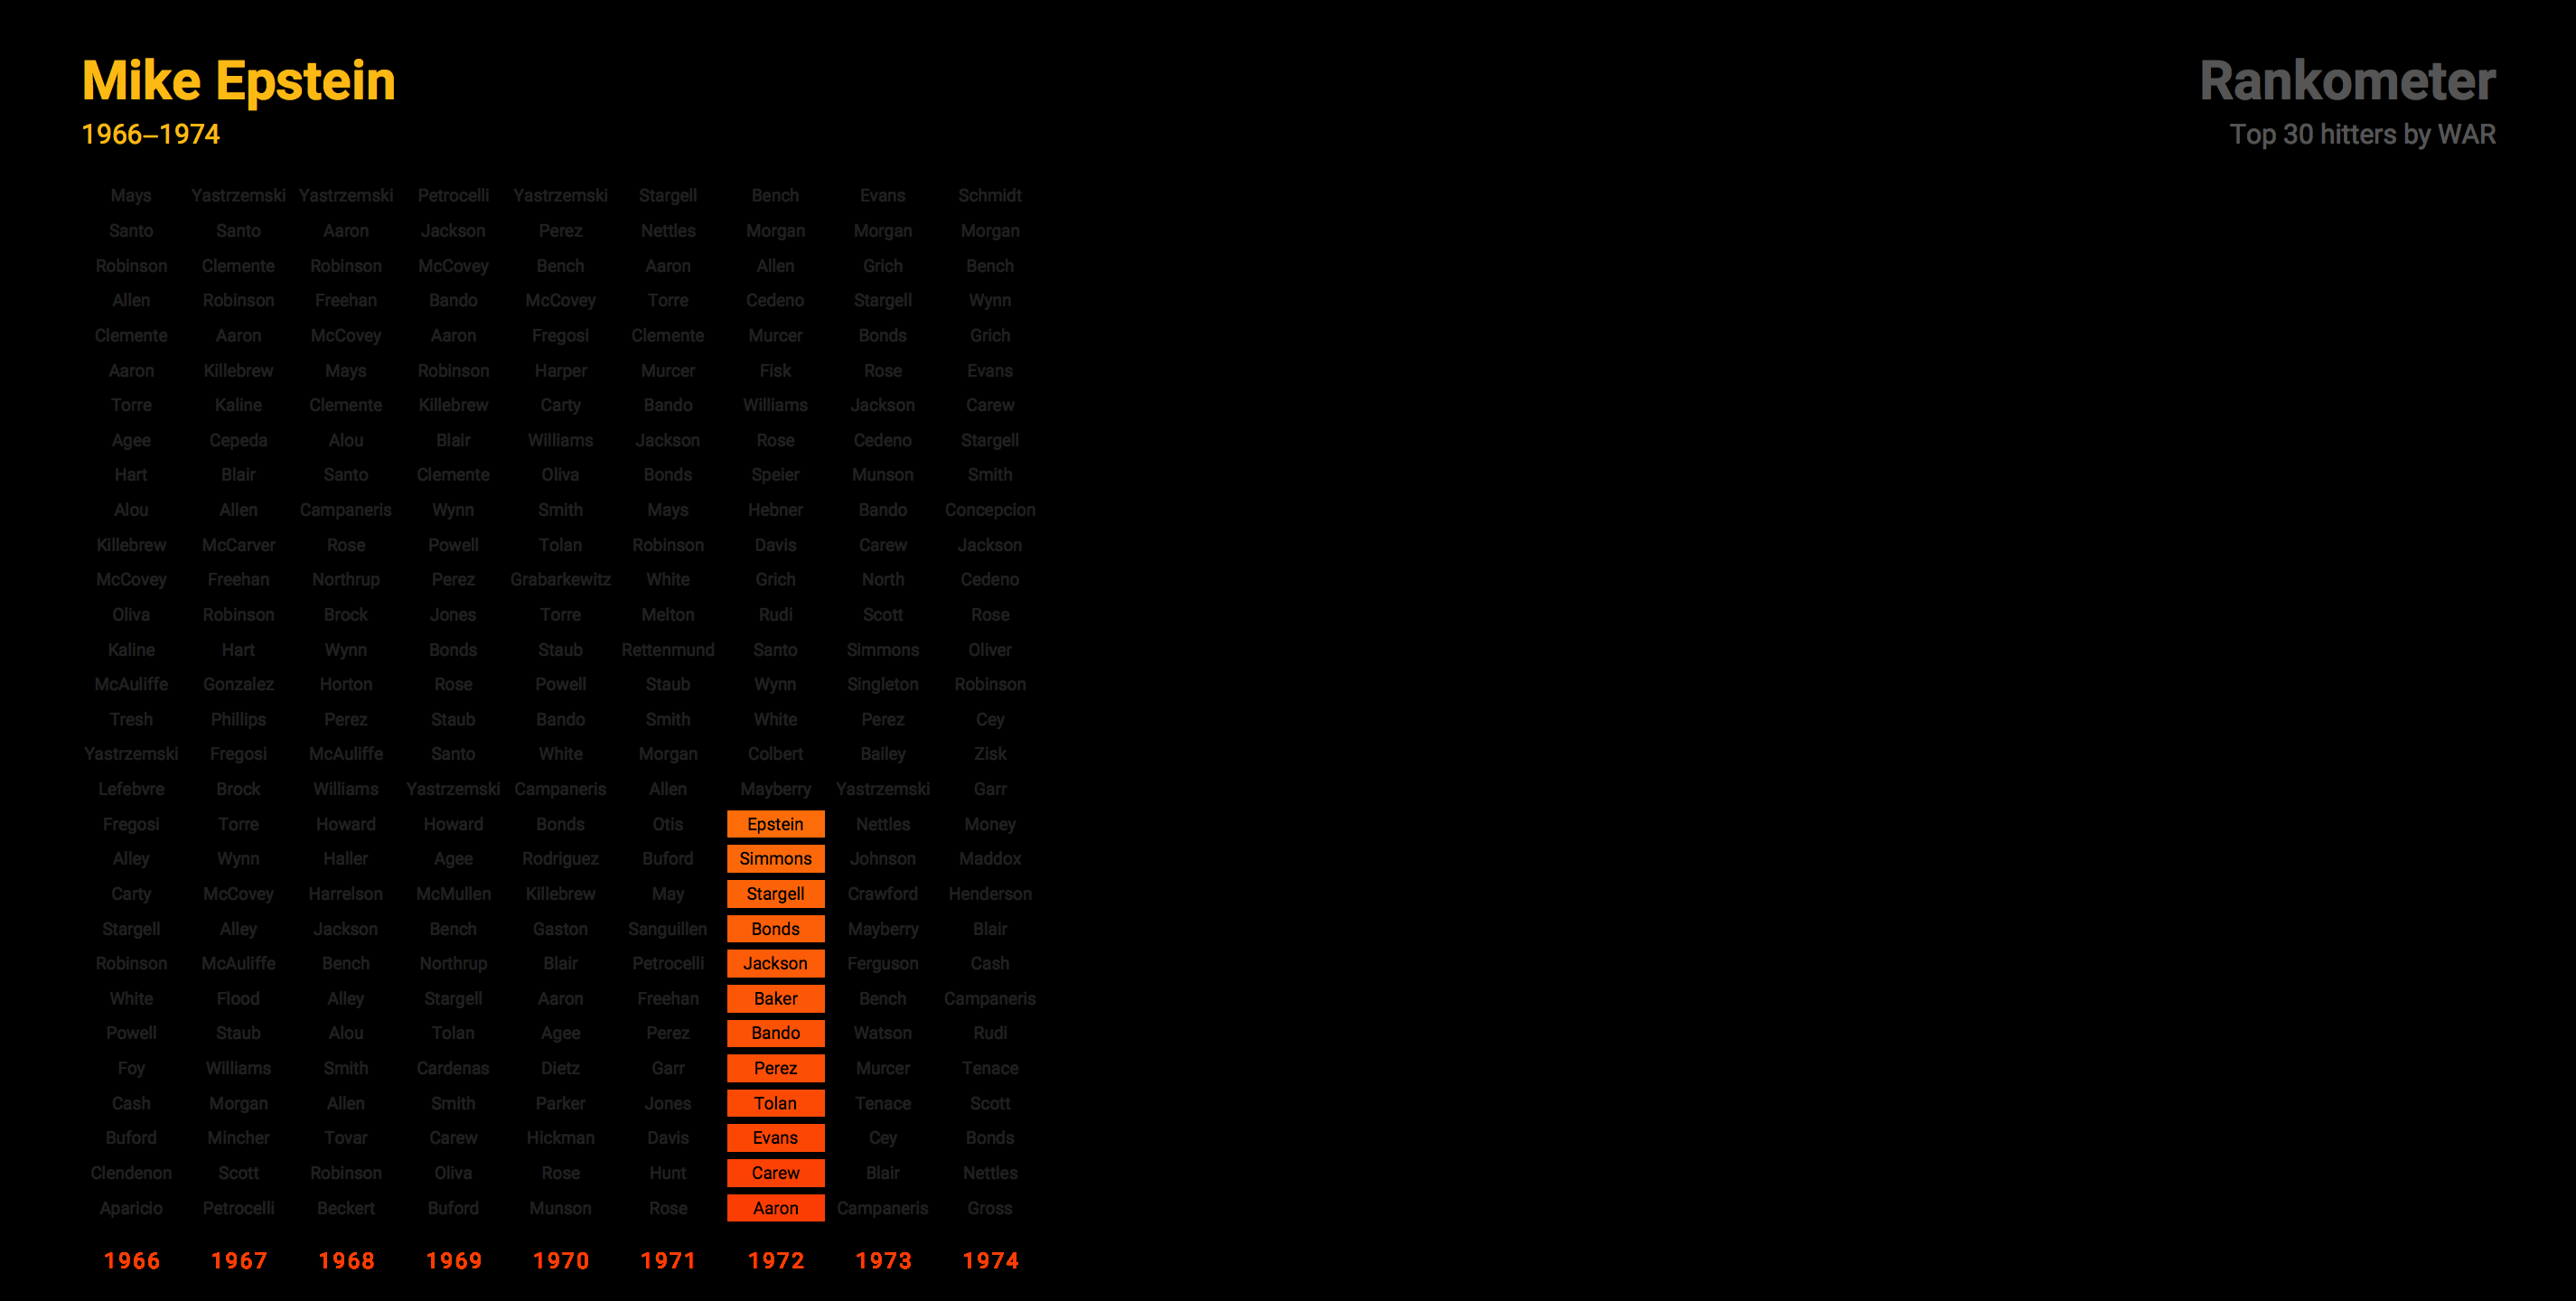 Mike Epstein
Rankometer
1966–1974
Top 30 hitters by WAR
Mays Yastrzemski Yastrzemski Petrocelli Yastrzemski Stargell Bench Evans Schmidt
Santo Santo Aaron Jackson Perez Nettles Morgan Morgan Morgan
Robinson Clemente Robinson McCovey Bench Aaron Allen Grich Bench
Allen Robinson Freehan Bando McCovey Torre Cedeno Stargell Wynn
Clemente Aaron McCovey Aaron Fregosi Clemente Murcer Bonds Grich
Aaron Killebrew Mays Robinson Harper Murcer Fisk Rose Evans
Torre Kaline Clemente Killebrew Carty Bando Williams Jackson Carew
Agee Cepeda Alou Blair Williams Jackson Rose Cedeno Stargell
Hart Blair Santo Clemente Oliva Bonds Speier Munson Smith
Alou Allen Campaneris Wynn Smith Mays Hebner Bando Concepcion
Killebrew McCarver Rose Powell Tolan Robinson Davis Carew Jackson
McCovey Freehan Northrup Perez Grabarkewitz White Grich North Cedeno
Oliva Robinson Brock Jones Torre Melton Rudi Scott Rose
Kaline Hart Wynn Bonds Staub Rettenmund Santo Simmons Oliver
McAuliffe Gonzalez Horton Rose Powell Staub Wynn Singleton Robinson
Tresh Phillips Perez Staub Bando Smith White Perez Cey
Yastrzemski Fregosi McAuliffe Santo White Morgan Colbert Bailey Zisk
Lefebvre Brock Williams Yastrzemski Campaneris Allen Mayberry Yastrzemski Garr
Fregosi Torre Howard Howard Bonds Otis Epstein Nettles Money
Alley Wynn Haller Agee Rodriguez Buford Simmons Johnson Maddox
Carty McCovey Harrelson McMullen Killebrew May Stargell Crawford Henderson
Stargell Alley Jackson Bench Gaston Sanguillen Bonds Mayberry Blair
Robinson McAuliffe Bench Northrup Blair Petrocelli Jackson Ferguson Cash
White Flood Alley Stargell Aaron Freehan Baker Bench Campaneris
Powell Staub Alou Tolan Agee Perez Bando Watson Rudi
Foy Williams Smith Cardenas Dietz Garr Perez Murcer Tenace
Cash Morgan Allen Smith Parker Jones Tolan Tenace Scott
Buford Mincher Tovar Carew Hickman Davis Evans Cey Bonds
Clendenon Scott Robinson Oliva Rose Hunt Carew Blair Nettles
Aparicio Petrocelli Beckert Buford Munson Rose Aaron Campaneris Gross
1966 1967 1968 1969 1970 1971 1972 1973 1974